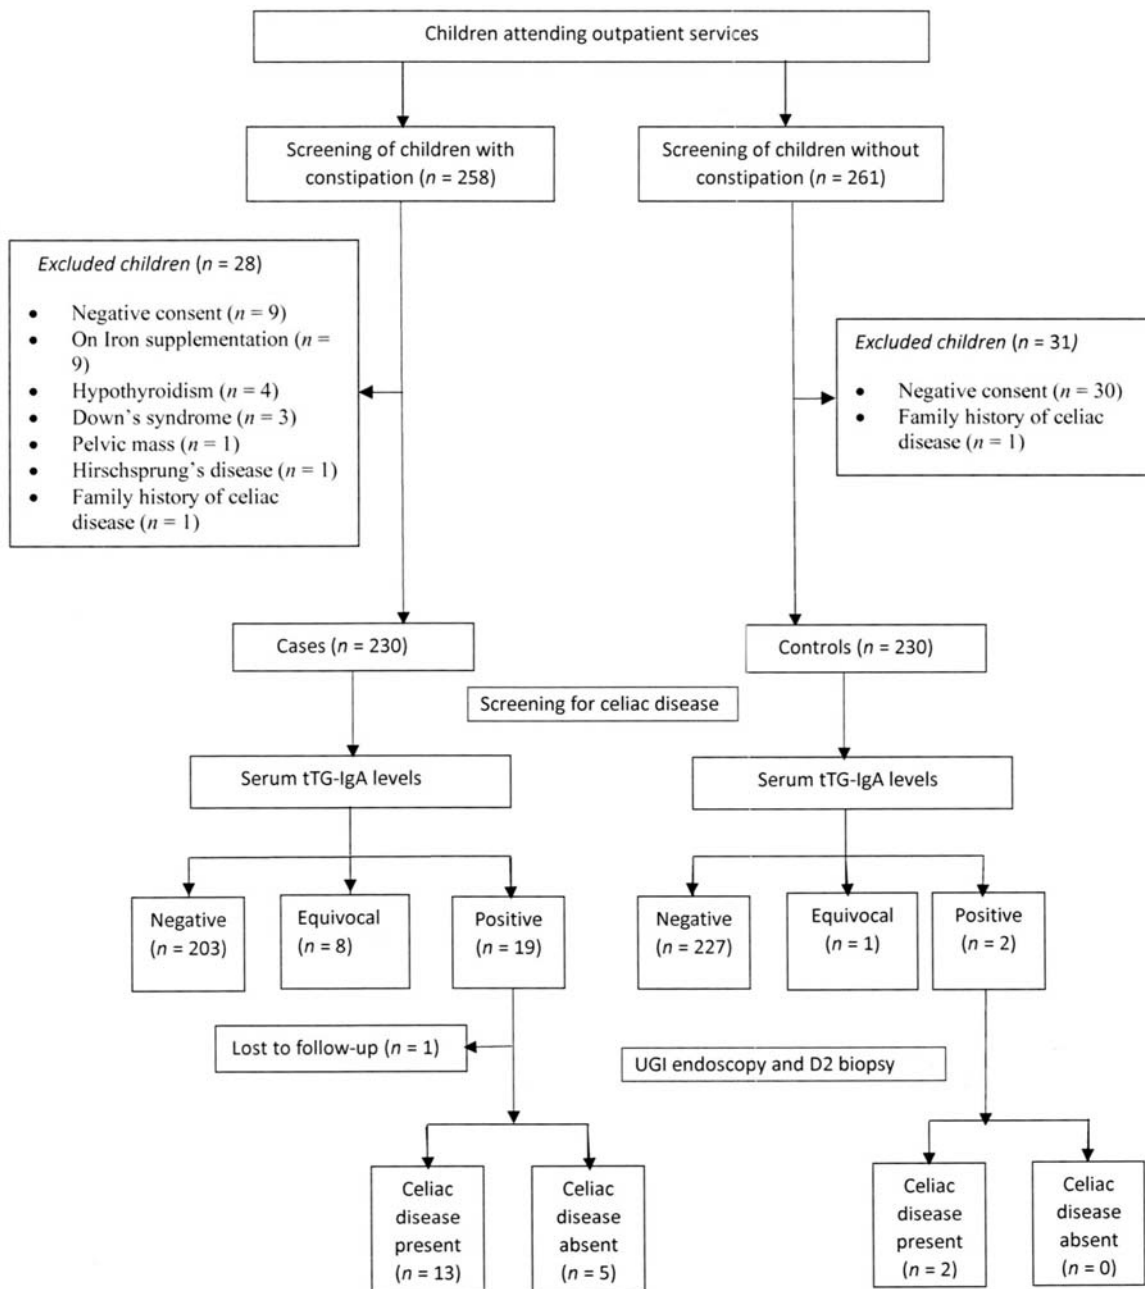 Children attending outpatient services
Screening of children with
constipation (n = 258)
Screening of children without
constipation (n = 261)
Excluded children (n = 28)
• Negative consent (n = 9)
• On Iron supplementation (n =
9)
• Hypothyroidism (n = 4)
• Down's syndrome (n = 3)
• Pelvic mass (n = 1)
• Hirschsprung's disease (n = 1)
• Family history of celiac
disease (n = 1)
Excluded children (n = 31)
• Negative consent (n = 30)
• Family history of celiac
disease (n = 1)
Cases (n = 230)
Controls (n = 230)
Screening for celiac disease
Serum tTG-IgA levels
Serum tTG-IgA levels
Negative
(n = 203)
Equivocal
(n = 8)
Positive
(n = 19)
Negative
(n = 227)
Equivocal
(n = 1)
Positive
(n = 2)
Lost to follow-up (n = 1)
UGI endoscopy and D2 biopsy
Celiac
disease
present
(n = 13)
Celiac
disease
absent
(n = 5)
Celiac
disease
present
(n = 2)
Celiac
disease
absent
(n = 0)